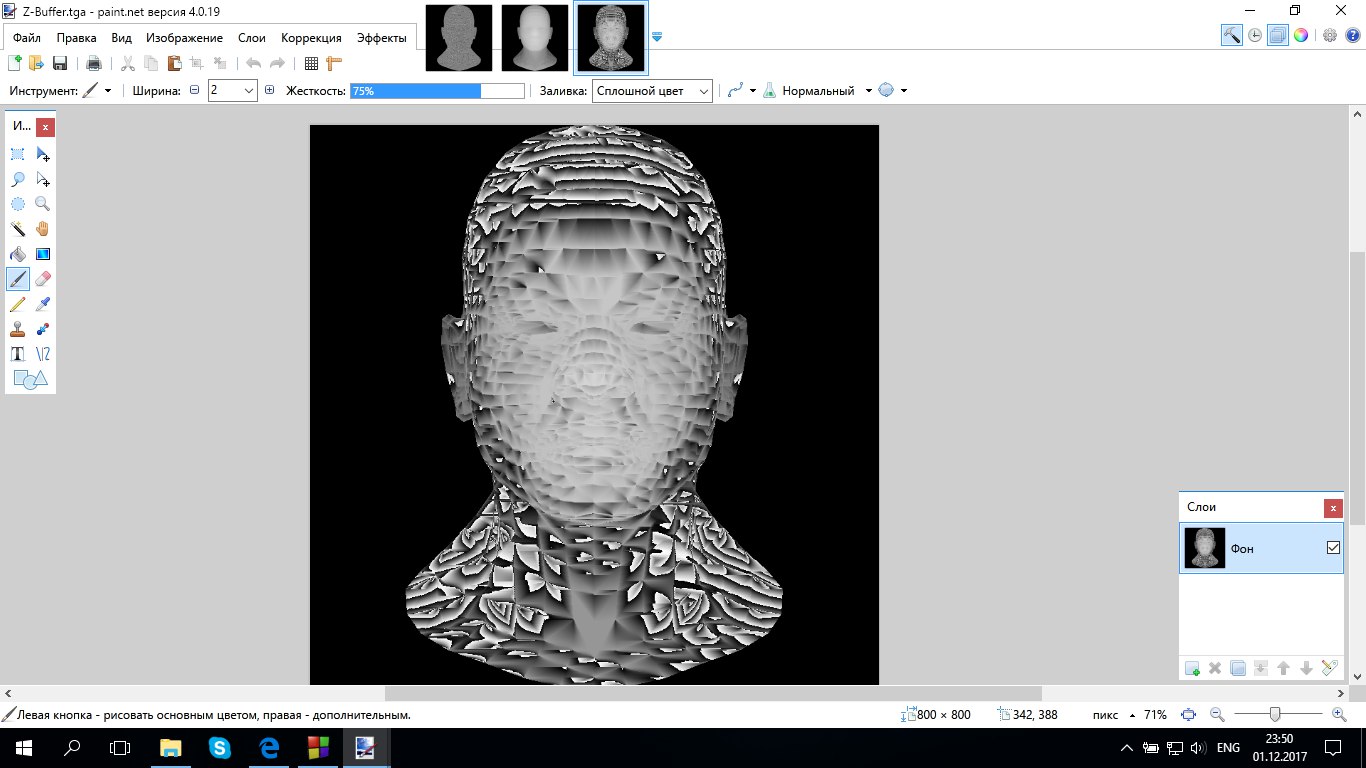 Z-Buffer.tga - paint.net версия 4.0.19
Файл Правка Вид Изображение Слои Коррекция Эффекты
Инструмент: Ширина: 2 Жесткость: 75% Заливка: Сплошной цвет Нормальный
И...
Слои
Фон
Левая кнопка - рисовать основным цветом, правая - дополнительным. 800 × 800 342, 388 пикс 71%
ENG
23:50
01.12.2017